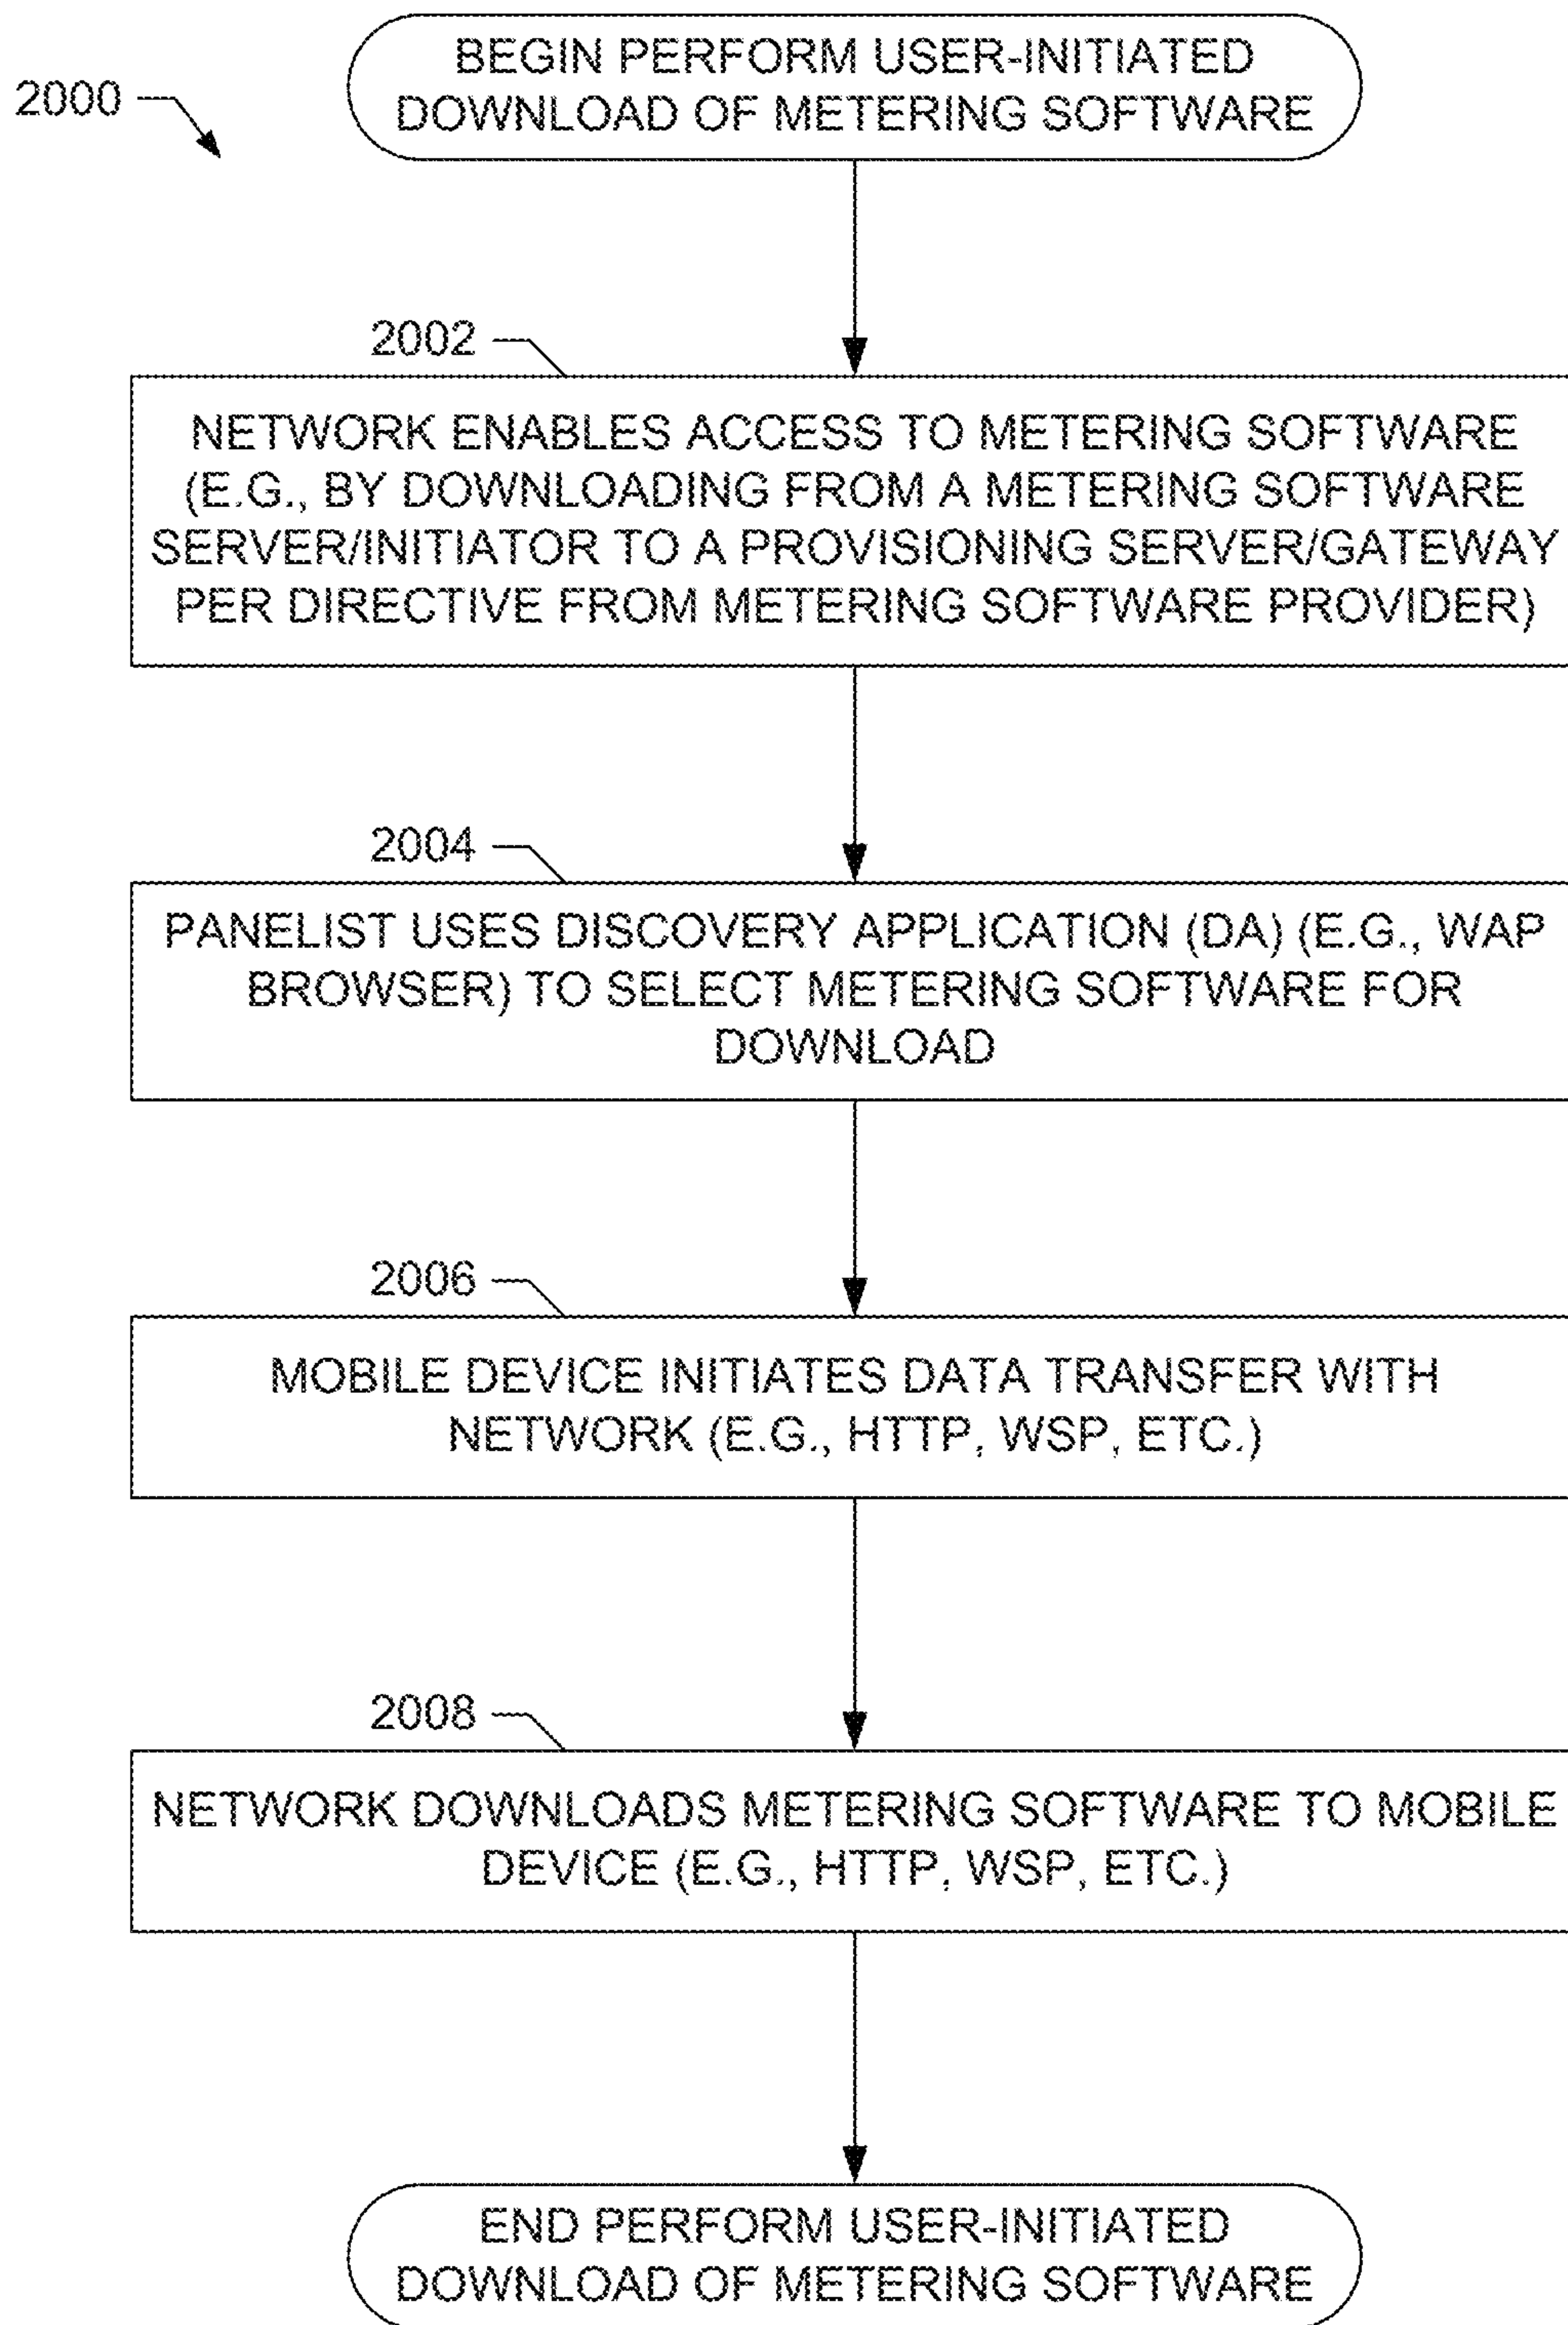 BEGIN PERFORM USER-INITIATED
DOWNLOAD OF METERING SOFTWARE
2000
2002
NETWORK ENABLES ACCESS TO METERING SOFTWARE
(E.G., BY DOWNLOADING FROM A METERING SOFTWARE
SERVER/INITIATOR TO A PROVISIONING SERVER/GATEWAY
PER DIRECTIVE FROM METERING SOFTWARE PROVIDER)
2004
PANELIST USES DISCOVERY APPLICATION (DA) (E.G., WAP
BROWSER) TO SELECT METERING SOFTWARE FOR
DOWNLOAD
2006
MOBILE DEVICE INITIATES DATA TRANSFER WITH
NETWORK (E.G., HTTP, WSP, ETC.)
2008
NETWORK DOWNLOADS METERING SOFTWARE TO MOBILE
DEVICE (E.G., HTTP, WSP, ETC.)
END PERFORM USER-INITIATED
DOWNLOAD OF METERING SOFTWARE